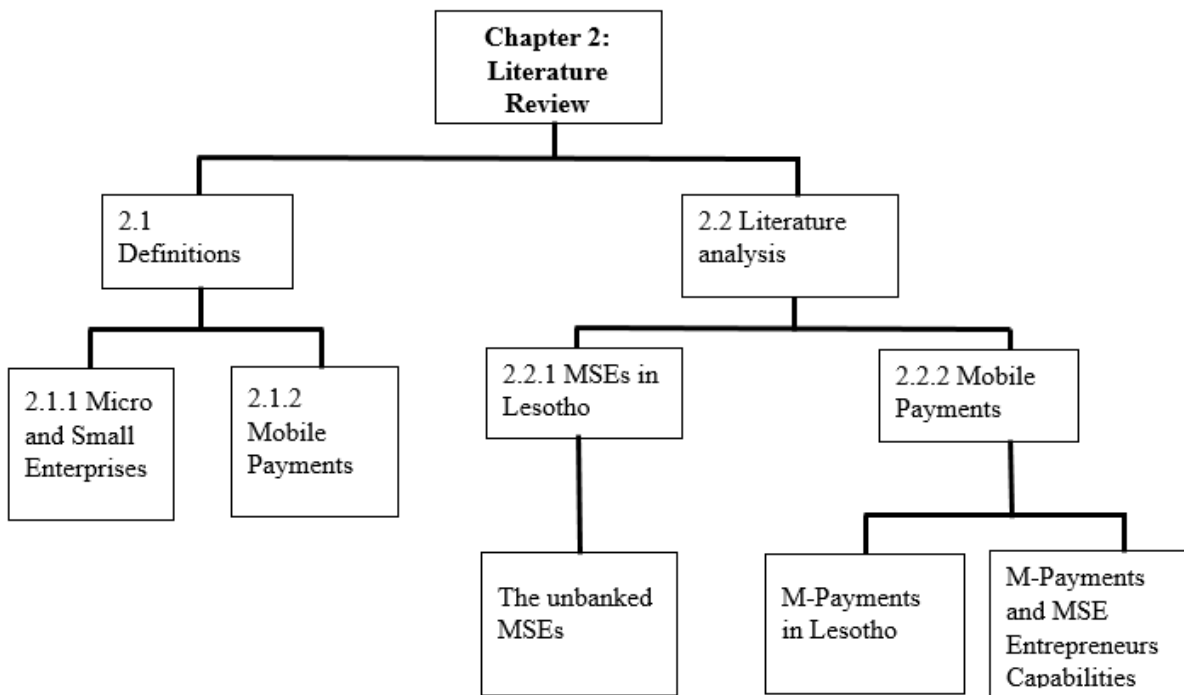 Chapter 2:
Literature
Review
2.1
Definitions
2.2 Literature
analysis
2.1.1 Micro
and Small
Enterprises
2.1.2
Mobile
Payments
2.2.1 MSEs in
Lesotho
2.2.2 Mobile
Payments
The unbanked
MSEs
M-Payments
in Lesotho
M-Payments
and MSE
Entrepreneurs
Capabilities